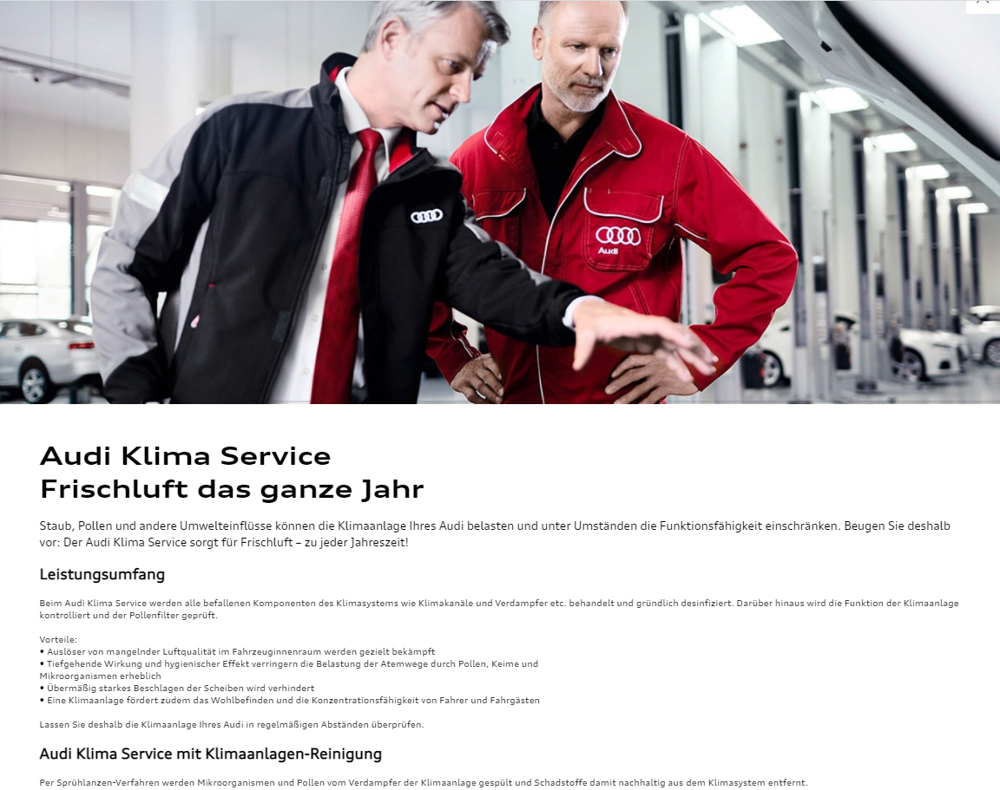 Audi
Audi Klima Service
Frischluft das ganze Jahr
Staub, Pollen und andere Umwelteinflüsse können die Klimaanlage Ihres Audi belasten und unter Umständen die Funktionsfähigkeit einschränken. Beugen Sie deshalb
vor: Der Audi Klima Service sorgt für Frischluft – zu jeder Jahreszeit!
Leistungsumfang
Beim Audi Klima Service werden alle befallenen Komponenten des Klimasystems wie Klimakanäle und Verdampfer etc. behandelt und gründlich desinfiziert. Darüber hinaus wird die Funktion der Klimaanlage
kontrolliert und der Pollenfilter geprüft.
Vorteile:
• Auslöser von mangelnder Luftqualität im Fahrzeuginnenraum werden gezielt bekämpft
• Tiefgehende Wirkung und hygienischer Effekt verringern die Belastung der Atemwege durch Pollen, Keime und
Mikroorganismen erheblich
• Übermäßig starkes Beschlagen der Scheiben wird verhindert
• Eine Klimaanlage fördert zudem das Wohlbefinden und die Konzentrationsfähigkeit von Fahrer und Fahrgästen
Lassen Sie deshalb die Klimaanlage Ihres Audi in regelmäßigen Abständen überprüfen.
Audi Klima Service mit Klimaanlagen-Reinigung
Per Sprühlanzen-Verfahren werden Mikroorganismen und Pollen vom Verdampfer der Klimaanlage gespült und Schadstoffe damit nachhaltig aus dem Klimasystem entfernt.